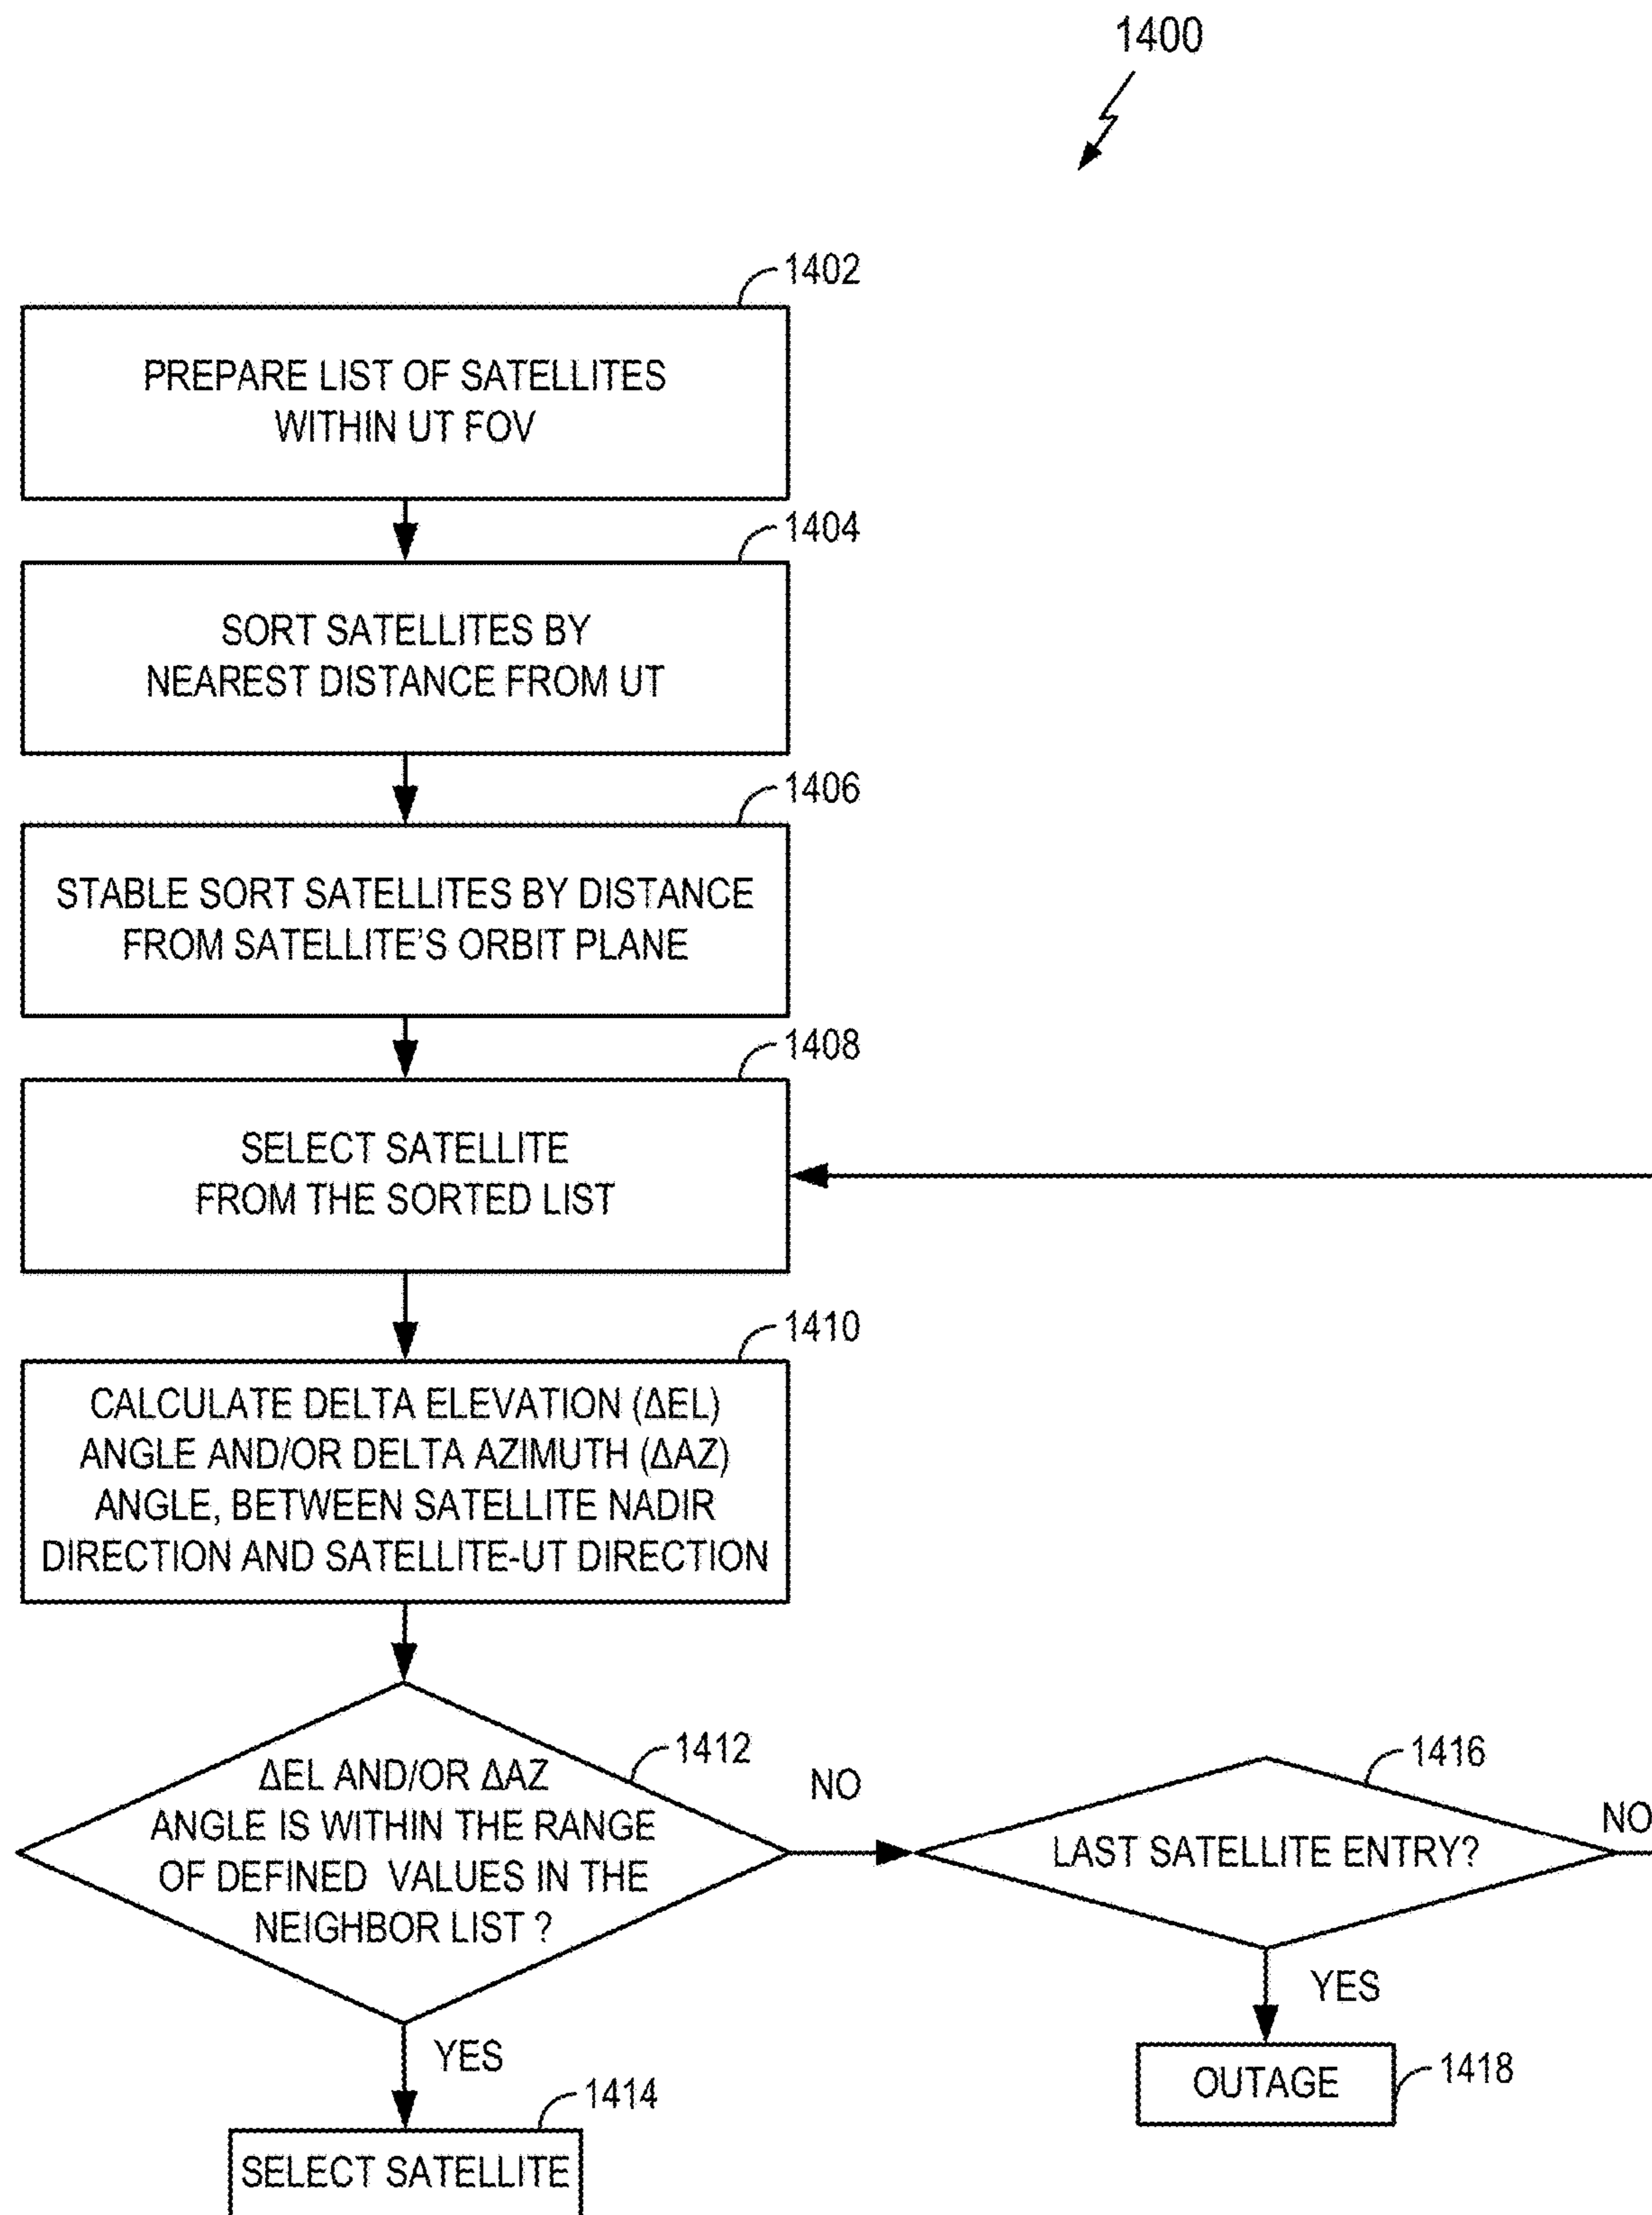 1400
1402
PREPARE LIST OF SATELLITES
WITHIN UT FOV
1404
SORT SATELLITES BY
NEAREST DISTANCE FROM UT
1406
STABLE SORT SATELLITES BY DISTANCE
FROM SATELLITE'S ORBIT PLANE
1408
SELECT SATELLITE
FROM THE SORTED LIST
1410
CALCULATE DELTA ELEVATION (ΔEL)
ANGLE AND/OR DELTA AZIMUTH (ΔAZ)
ANGLE, BETWEEN SATELLITE NADIR
DIRECTION AND SATELLITE-UT DIRECTION
1412
ΔEL AND/OR ΔAZ
ANGLE IS WITHIN THE RANGE
OF DEFINED VALUES IN THE
NEIGHBOR LIST ?
NO
1416
LAST SATELLITE ENTRY?
NO
YES
1414
SELECT SATELLITE
YES
OUTAGE
1418